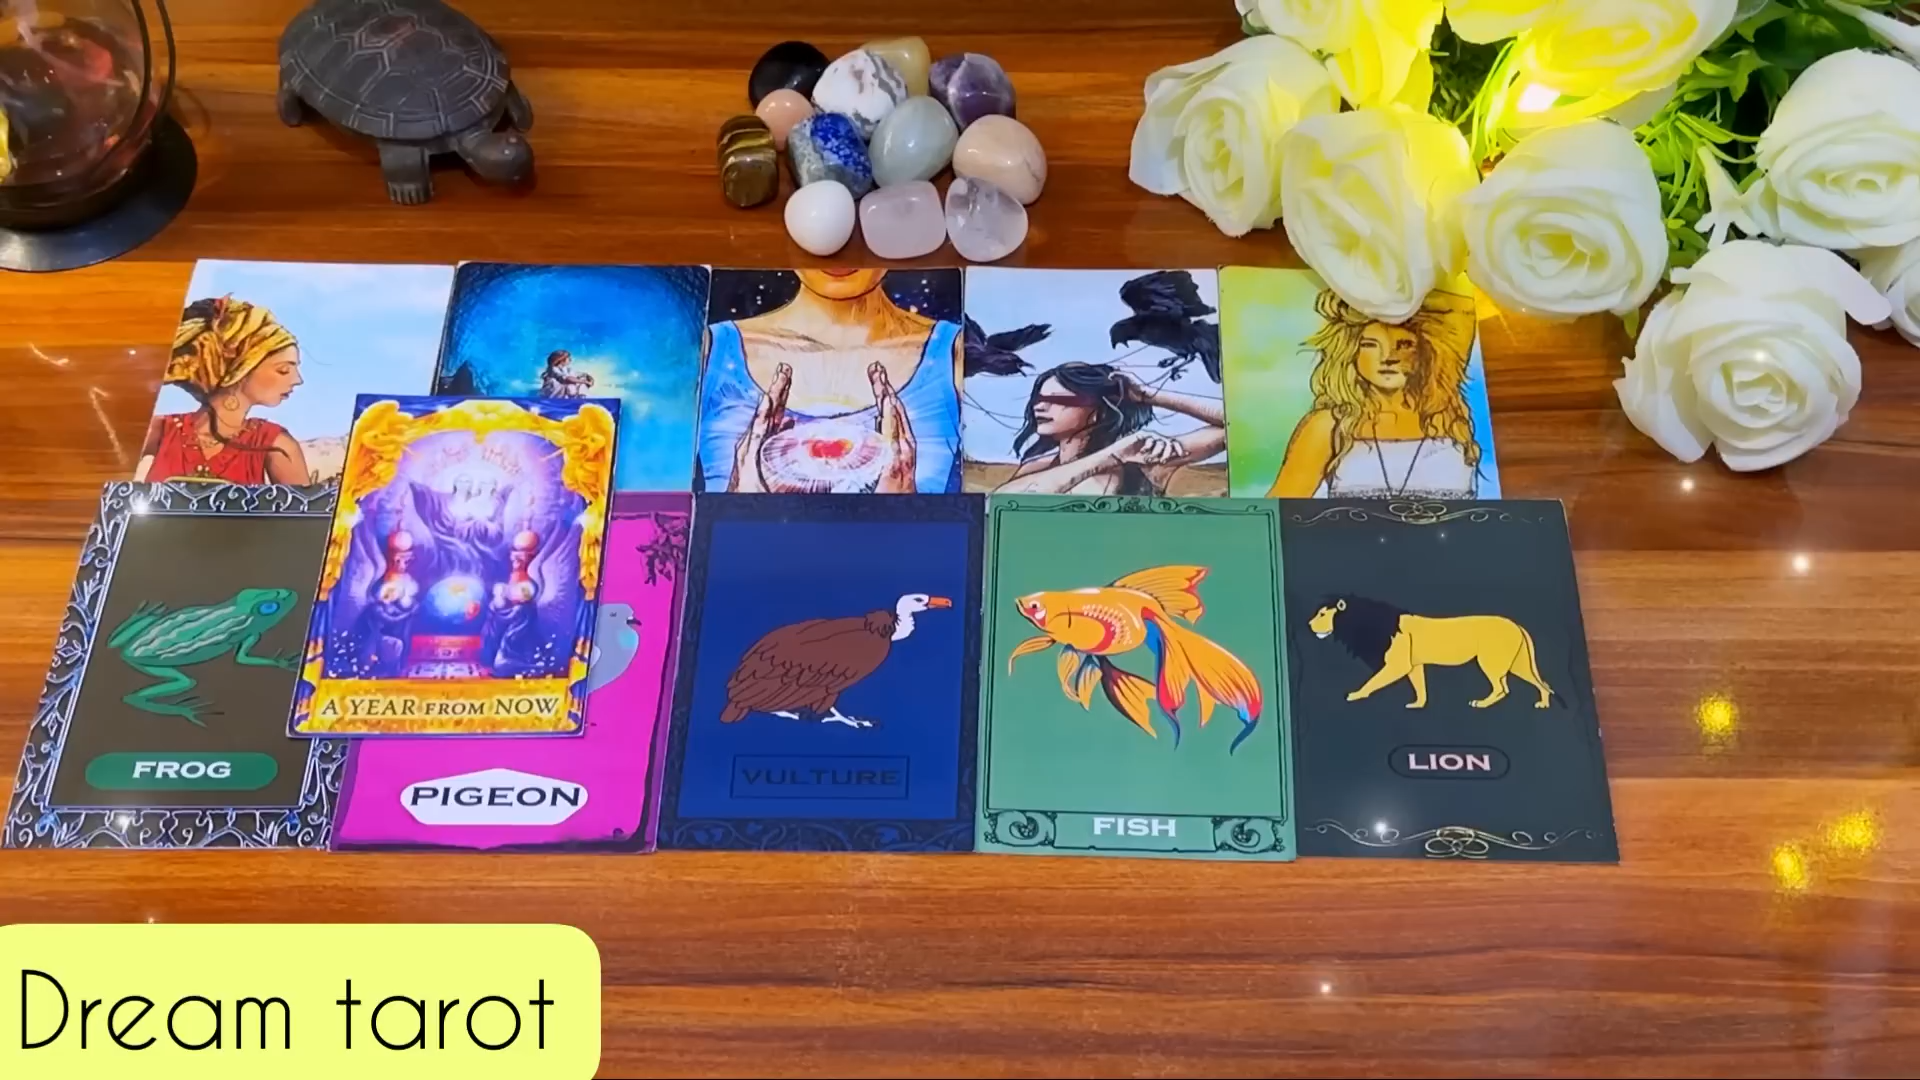 A YEAR FROM NOW
FROG
PIGEON
VULTURE
FISH
LION
Dream tarot